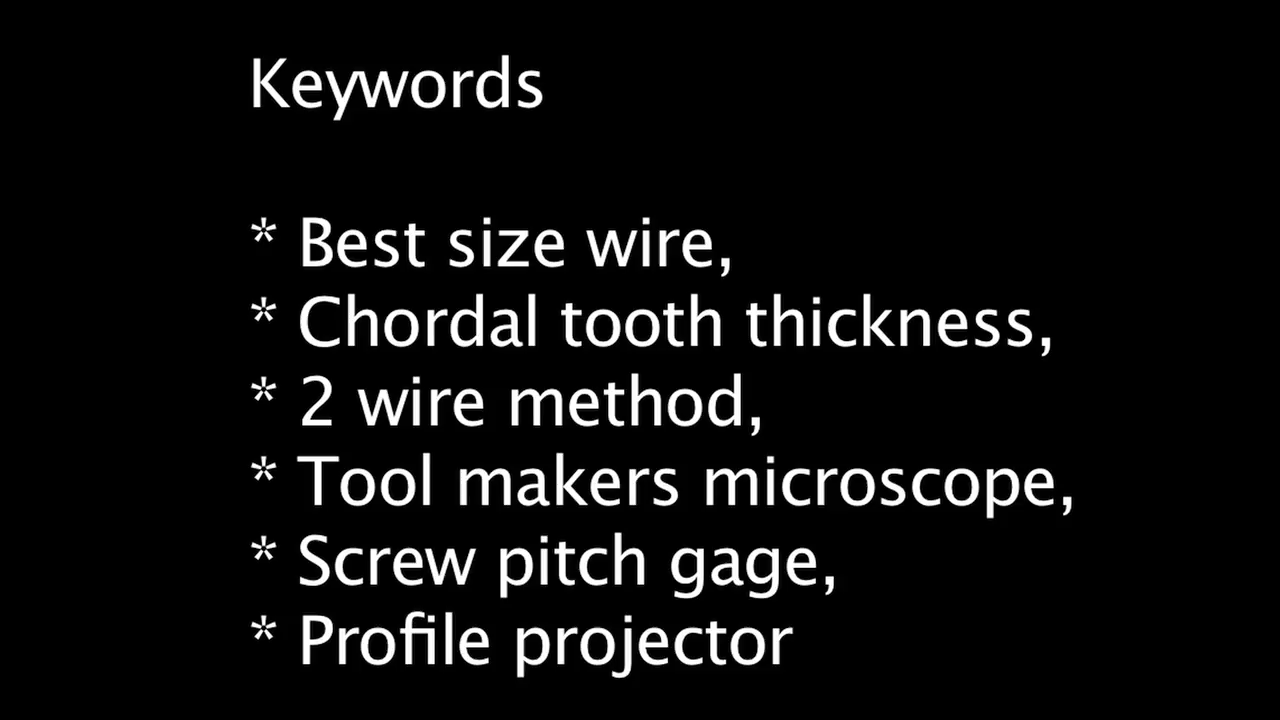 Keywords
* Best size wire,
* Chordal tooth thickness,
* 2 wire method,
* Tool makers microscope,
* Screw pitch gage,
* Profile projector